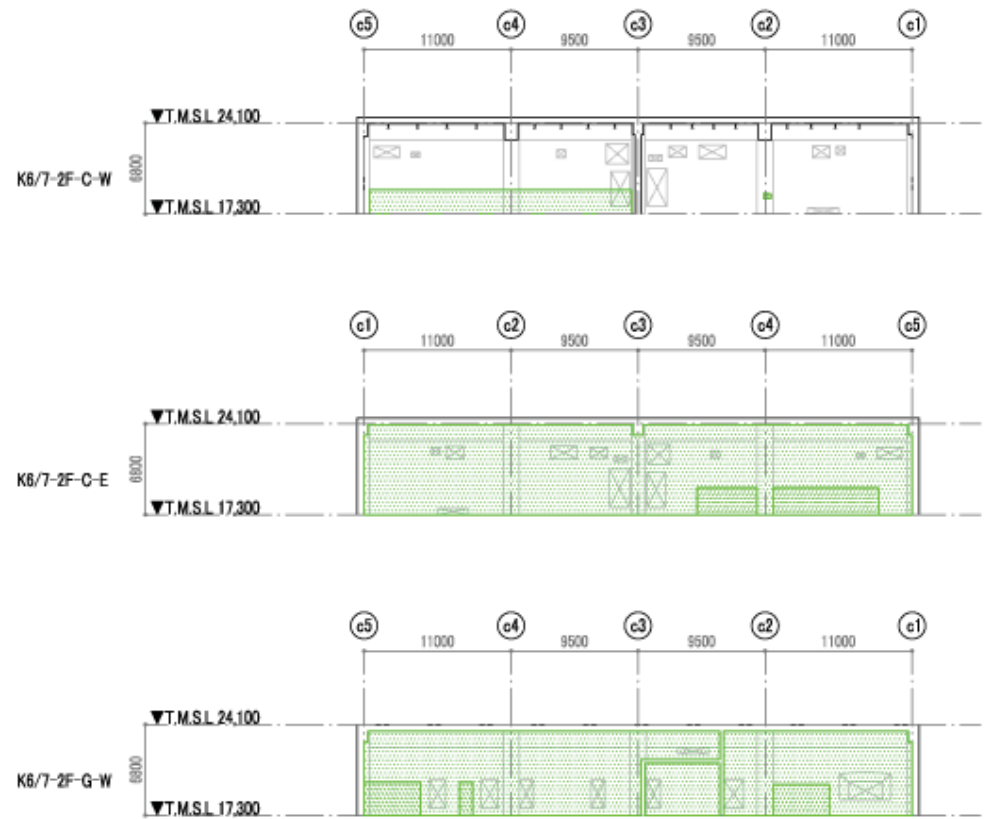 c5 c4 c3 c2 c1
11000 9500 9500 11000
▼T.M.S.L 24,100
K6/7-2F-C-W
6800
▼T.M.S.L 17,300
c1 c2 c3 c4 c5
11000 9500 9500 11000
▼T.M.S.L 24,100
K6/7-2F-C-E
6800
▼T.M.S.L 17,300
c5 c4 c3 c2 c1
11000 9500 9500 11000
▼T.M.S.L 24,100
K6/7-2F-G-W
6800
▼T.M.S.L 17,300